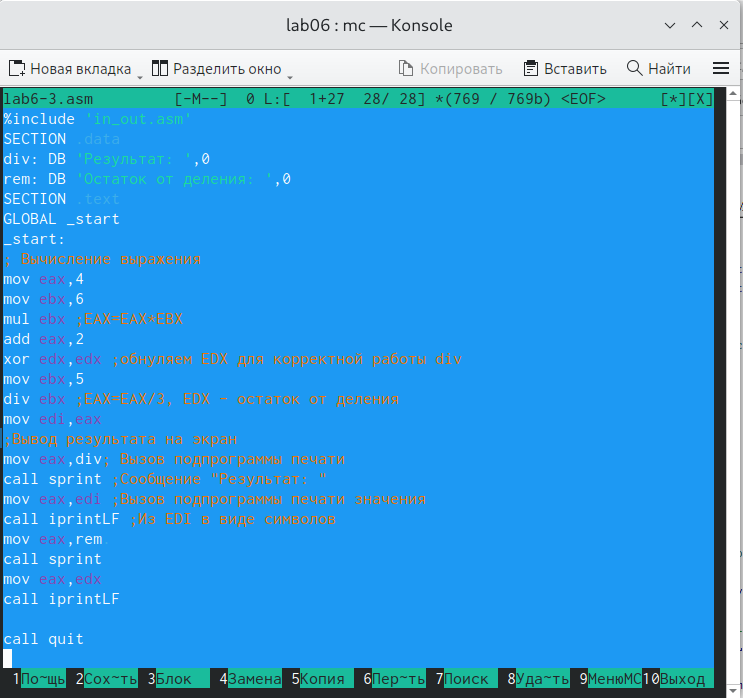 lab06 : mc — Konsole
Новая вкладка Разделить окно Копировать Вставить Найти
lab6-3.asm [-M--] 0 L:[ 1+27 28/ 28] *(769 / 769b) <EOF> [*][X]
%include 'in_out.asm'
SECTION .data
div: DB 'Результат: ',0
rem: DB 'Остаток от деления: ',0
SECTION .text
GLOBAL _start
_start:
; Вычисление выражения
mov eax,4
mov ebx,6
mul ebx ;EAX=EAX*EBX
add eax,2
xor edx,edx ;обнуляем EDX для корректной работы div
mov ebx,5
div ebx ;EAX=EAX/3, EDX - остаток от деления
mov edi,eax
;Вывод результата на экран
mov eax,div; Вызов подпрограммы печати
call sprint ;Сообщение "Результат: "
mov eax,edi ;Вызов подпрограммы печати значения
call iprintLF ;Из EDI в виде символов
mov eax,rem
call sprint
mov eax,edx
call iprintLF
call quit
1По~щь 2Сох~ть 3Блок 4Замена 5Копия 6Пер~ть 7Поиск 8Уда~ть 9МенюMC 10Выход